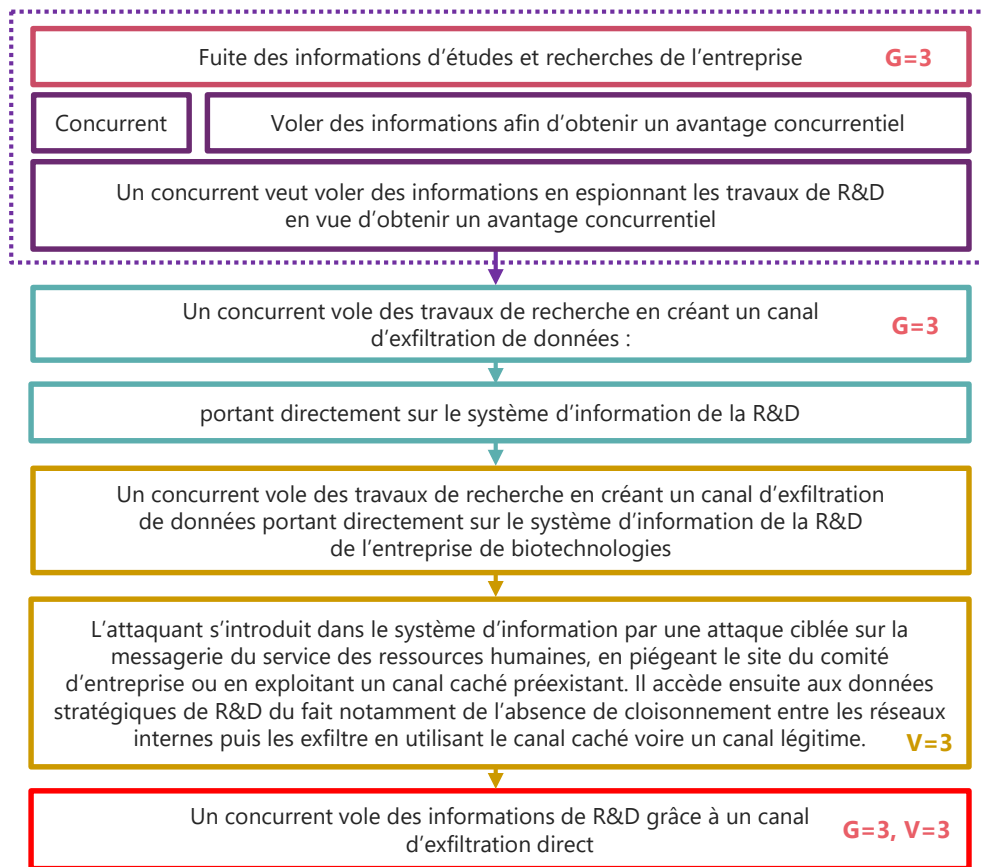 Fuite des informations d’études et recherches de l’entreprise G=3
Concurrent
Voler des informations afin d’obtenir un avantage concurrentiel
Un concurrent veut voler des informations en espionnant les travaux de R&D
en vue d’obtenir un avantage concurrentiel
Un concurrent vole des travaux de recherche en créant un canal
d’exfiltration de données :
G=3
portant directement sur le système d’information de la R&D
Un concurrent vole des travaux de recherche en créant un canal d’exfiltration
de données portant directement sur le système d’information de la R&D
de l’entreprise de biotechnologies
L’attaquant s’introduit dans le système d’information par une attaque ciblée sur la
messagerie du service des ressources humaines, en piégeant le site du comité
d’entreprise ou en exploitant un canal caché préexistant. Il accède ensuite aux données
stratégiques de R&D du fait notamment de l’absence de cloisonnement entre les réseaux
internes puis les exfiltre en utilisant le canal caché voire un canal légitime.
V=3
Un concurrent vole des informations de R&D grâce à un canal
d’exfiltration direct
G=3, V=3